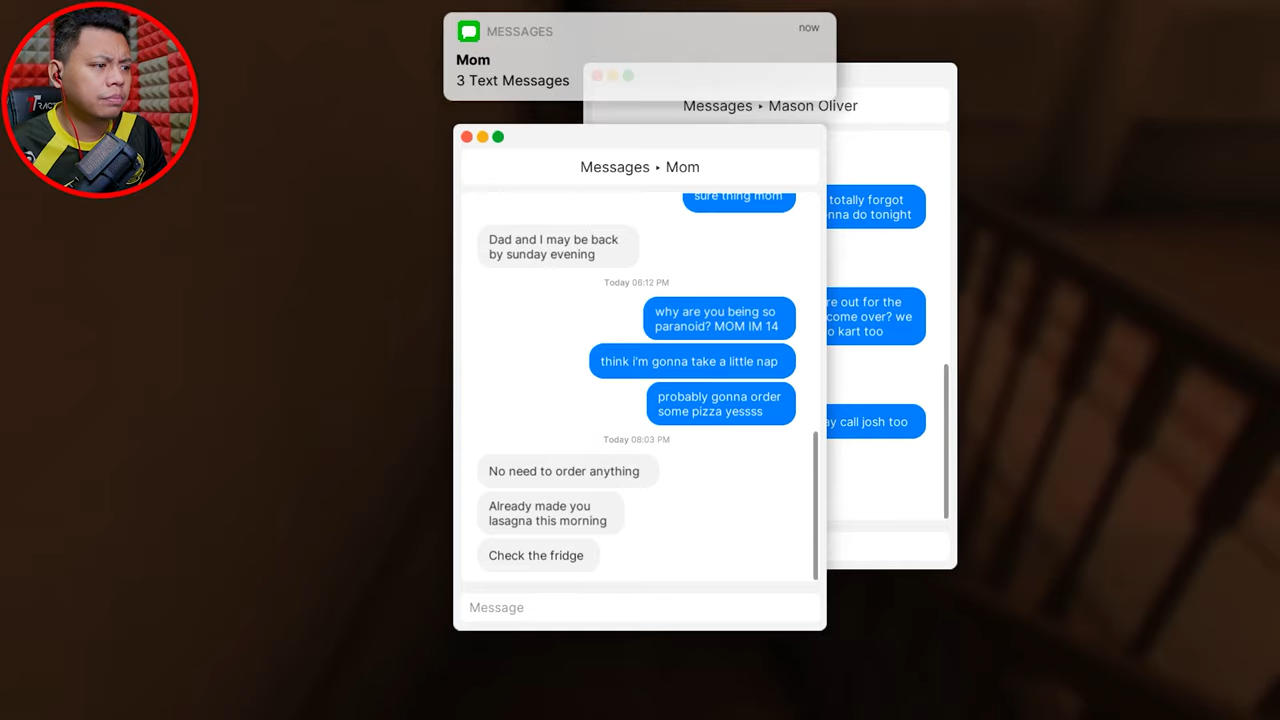 MESSAGES
now
Mom
3 Text Messages
Messages ▸ Mason Oliver
Messages ▸ Mom
sure thing mom
Dad and I may be back
by sunday evening
Today 06:12 PM
why are you being so
paranoid? MOM IM 14
think i'm gonna take a little nap
probably gonna order
some pizza yessss
Today 08:03 PM
No need to order anything
Already made you
lasagna this morning
Check the fridge
Message
totally forgot
nna do tonight
re out for the
come over? we
o kart too
ay call josh too